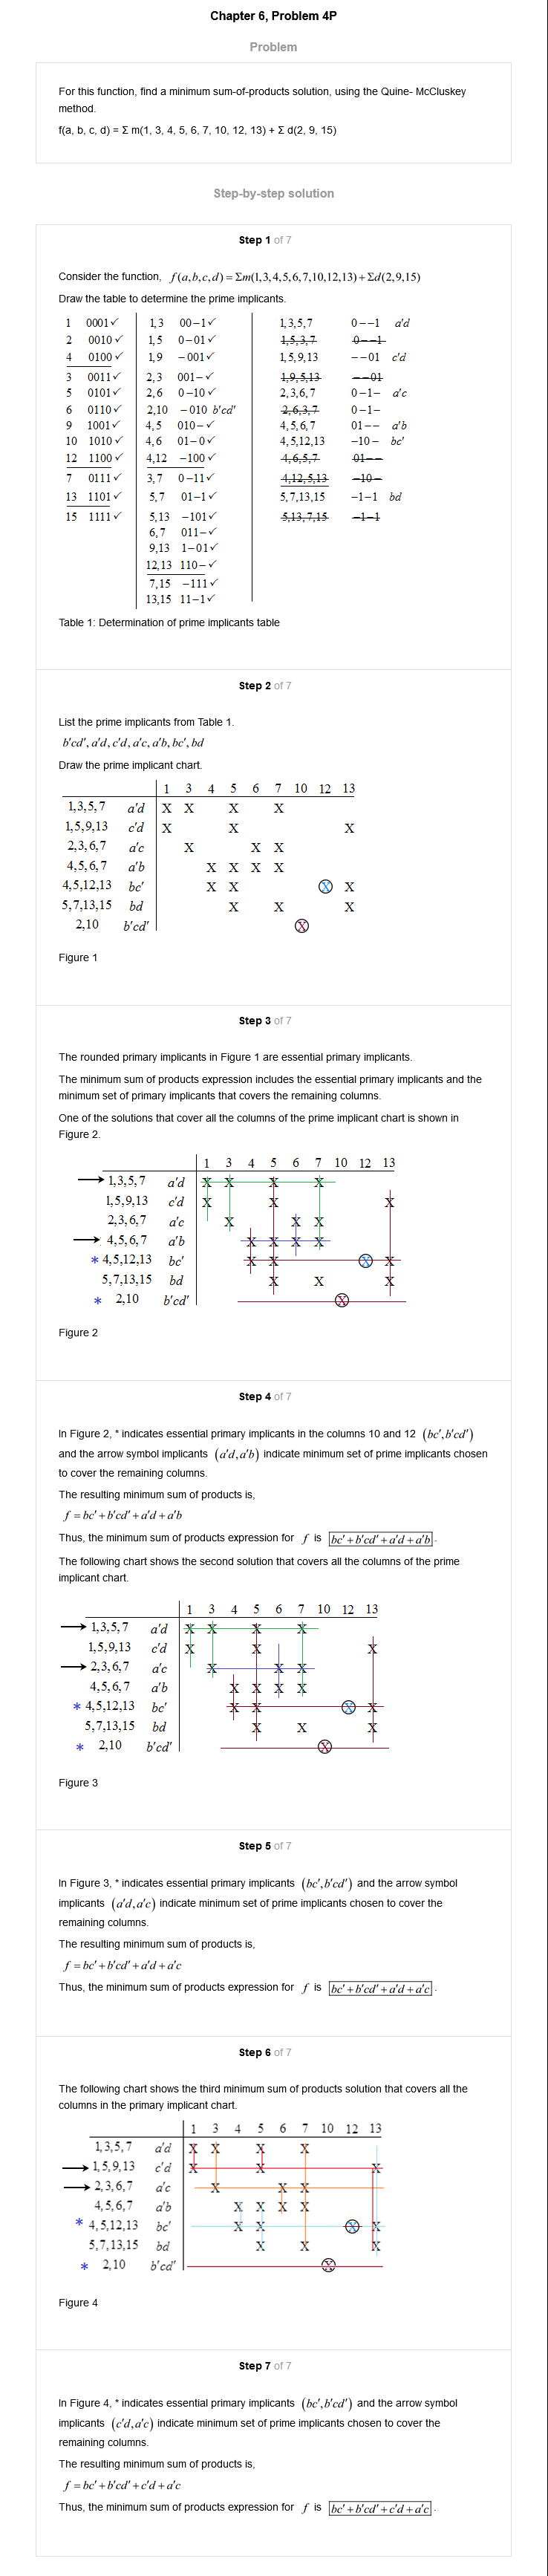 Chapter 6, Problem 4P
Problem
For this function, find a minimum sum-of-products solution, using the Quine- McCluskey
method.
f(a, b, c, d) = Σ m(1, 3, 4, 5, 6, 7, 10, 12, 13) + Σ d(2, 9, 15)
Step-by-step solution
Step 1 of 7
Consider the function, f(a,b,c,d)=Σm(1,3,4,5,6,7,10,12,13)+Σd(2,9,15)
Draw the table to determine the prime implicants.
1 0001✓ 1,3 00−1✓ 1,3,5,7 0−−1 a'd
2 0010✓ 1,5 0−01✓ 1,5,3,7 0−−1
4 0100✓ 1,9 −001✓ 1,5,9,13 −−01 c'd
3 0011✓ 2,3 001−✓ 1,9,5,13 −−01
5 0101✓ 2,6 0−10✓ 2,3,6,7 0−1− a'c
6 0110✓ 2,10 −010 b'cd' 2,6,3,7 0−1−
9 1001✓ 4,5 010−✓ 4,5,6,7 01−− a'b
10 1010✓ 4,6 01−0✓ 4,5,12,13 −10− bc'
12 1100✓ 4,12 −100✓ 4,6,5,7 01−−
7 0111✓ 3,7 0−11✓ 4,12,5,13 −10−
13 1101✓ 5,7 01−1✓ 5,7,13,15 −1−1 bd
15 1111✓ 5,13 −101✓ 5,13,7,15 −1−1
6,7 011−✓
9,13 1−01✓
12,13 110−✓
7,15 −111✓
13,15 11−1✓
Table 1: Determination of prime implicants table
Step 2 of 7
List the prime implicants from Table 1.
b'cd', a'd, c'd, a'c, a'b, bc', bd
Draw the prime implicant chart.
1 3 4 5 6 7 10 12 13
1,3,5,7 a'd X X X X
1,5,9,13 c'd X X X
2,3,6,7 a'c X X X
4,5,6,7 a'b X X X X
4,5,12,13 bc' X X X X
5,7,13,15 bd X X X
2,10 b'cd' X
Figure 1
Step 3 of 7
The rounded primary implicants in Figure 1 are essential primary implicants.
The minimum sum of products expression includes the essential primary implicants and the
minimum set of primary implicants that covers the remaining columns.
One of the solutions that cover all the columns of the prime implicant chart is shown in
Figure 2.
1 3 4 5 6 7 10 12 13
1,3,5,7 a'd X X X X
1,5,9,13 c'd X X X
2,3,6,7 a'c X X X
4,5,6,7 a'b X X X X
* 4,5,12,13 bc' X X X X
5,7,13,15 bd X X X
* 2,10 b'cd' X
Figure 2
Step 4 of 7
In Figure 2, * indicates essential primary implicants in the columns 10 and 12 (bc',b'cd')
and the arrow symbol implicants (a'd,a'b) indicate minimum set of prime implicants chosen
to cover the remaining columns.
The resulting minimum sum of products is,
f = bc'+b'cd'+a'd+a'b
Thus, the minimum sum of products expression for f is bc'+b'cd'+a'd+a'b.
The following chart shows the second solution that covers all the columns of the prime
implicant chart.
1 3 4 5 6 7 10 12 13
1,3,5,7 a'd X X X X
1,5,9,13 c'd X X X
2,3,6,7 a'c X X X
4,5,6,7 a'b X X X X
* 4,5,12,13 bc' X X X X
5,7,13,15 bd X X X
* 2,10 b'cd' X
Figure 3
Step 5 of 7
In Figure 3, * indicates essential primary implicants (bc',b'cd') and the arrow symbol
implicants (a'd,a'c) indicate minimum set of prime implicants chosen to cover the
remaining columns.
The resulting minimum sum of products is,
f = bc'+b'cd'+a'd+a'c
Thus, the minimum sum of products expression for f is bc'+b'cd'+a'd+a'c.
Step 6 of 7
The following chart shows the third minimum sum of products solution that covers all the
columns in the primary implicant chart.
1 3 4 5 6 7 10 12 13
1,3,5,7 a'd X X X X
1,5,9,13 c'd X X X
2,3,6,7 a'c X X X
4,5,6,7 a'b X X X X
* 4,5,12,13 bc' X X X X
5,7,13,15 bd X X X
* 2,10 b'cd' X
Figure 4
Step 7 of 7
In Figure 4, * indicates essential primary implicants (bc',b'cd') and the arrow symbol
implicants (c'd,a'c) indicate minimum set of prime implicants chosen to cover the
remaining columns.
The resulting minimum sum of products is,
f = bc'+b'cd'+c'd+a'c
Thus, the minimum sum of products expression for f is bc'+b'cd'+c'd+a'c.